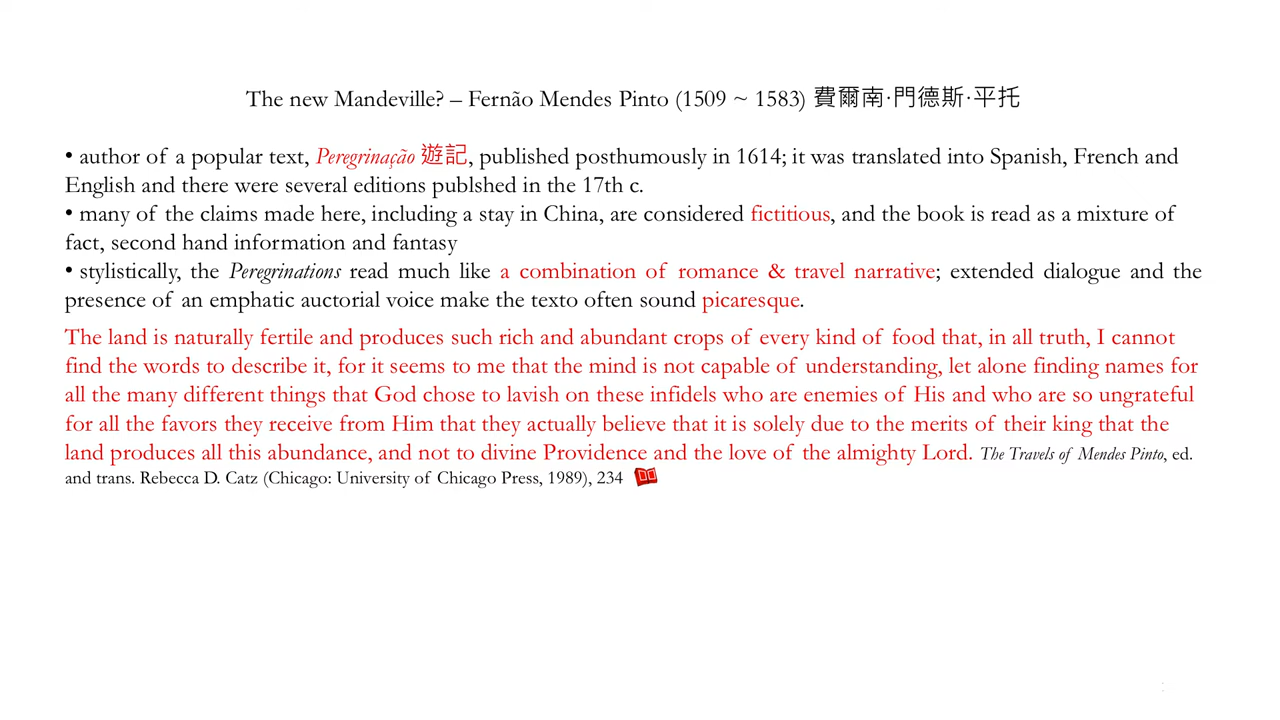 The new Mandeville? – Fernão Mendes Pinto (1509 ~ 1583) 費爾南·門德斯·平托
• author of a popular text, Peregrinação 遊記, published posthumously in 1614; it was translated into Spanish, French and
English and there were several editions publshed in the 17th c.
• many of the claims made here, including a stay in China, are considered fictitious, and the book is read as a mixture of
fact, second hand information and fantasy
• stylistically, the Peregrinations read much like a combination of romance & travel narrative; extended dialogue and the
presence of an emphatic auctorial voice make the texto often sound picaresque.
The land is naturally fertile and produces such rich and abundant crops of every kind of food that, in all truth, I cannot
find the words to describe it, for it seems to me that the mind is not capable of understanding, let alone finding names for
all the many different things that God chose to lavish on these infidels who are enemies of His and who are so ungrateful
for all the favors they receive from Him that they actually believe that it is solely due to the merits of their king that the
land produces all this abundance, and not to divine Providence and the love of the almighty Lord. The Travels of Mendes Pinto, ed.
and trans. Rebecca D. Catz (Chicago: University of Chicago Press, 1989), 234